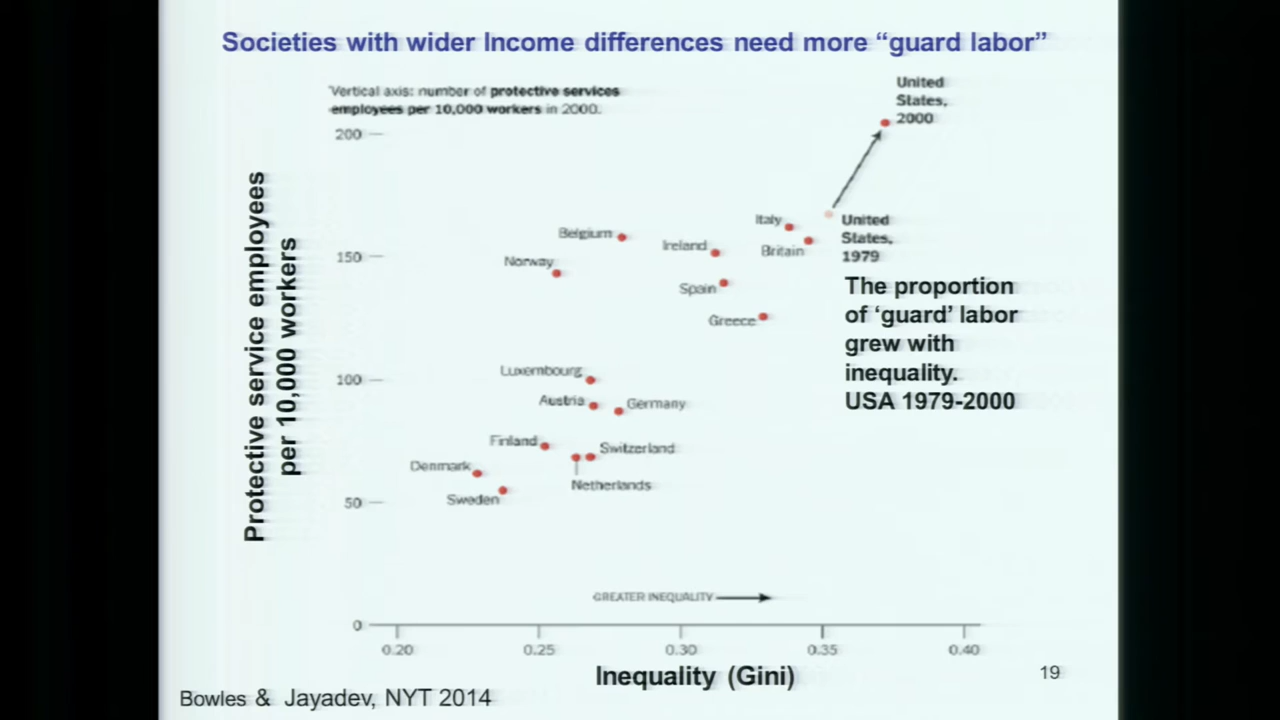 Societies with wider Income differences need more “guard labor”
Vertical axis: number of protective services
employees per 10,000 workers in 2000.
United
States,
2000
200
Protective service employees
per 10,000 workers
Italy
United
States,
1979
Belgium
Ireland
Britain
150
Norway
Spain
Greece
The proportion
of ‘guard’ labor
grew with
inequality.
USA 1979-2000
Luxembourg
100
Austria
Germany
Finland
Switzerland
Denmark
Netherlands
Sweden
50
GREATER INEQUALITY
0
0.20
0.25
0.30
0.35
0.40
Inequality (Gini)
19
Bowles & Jayadev, NYT 2014